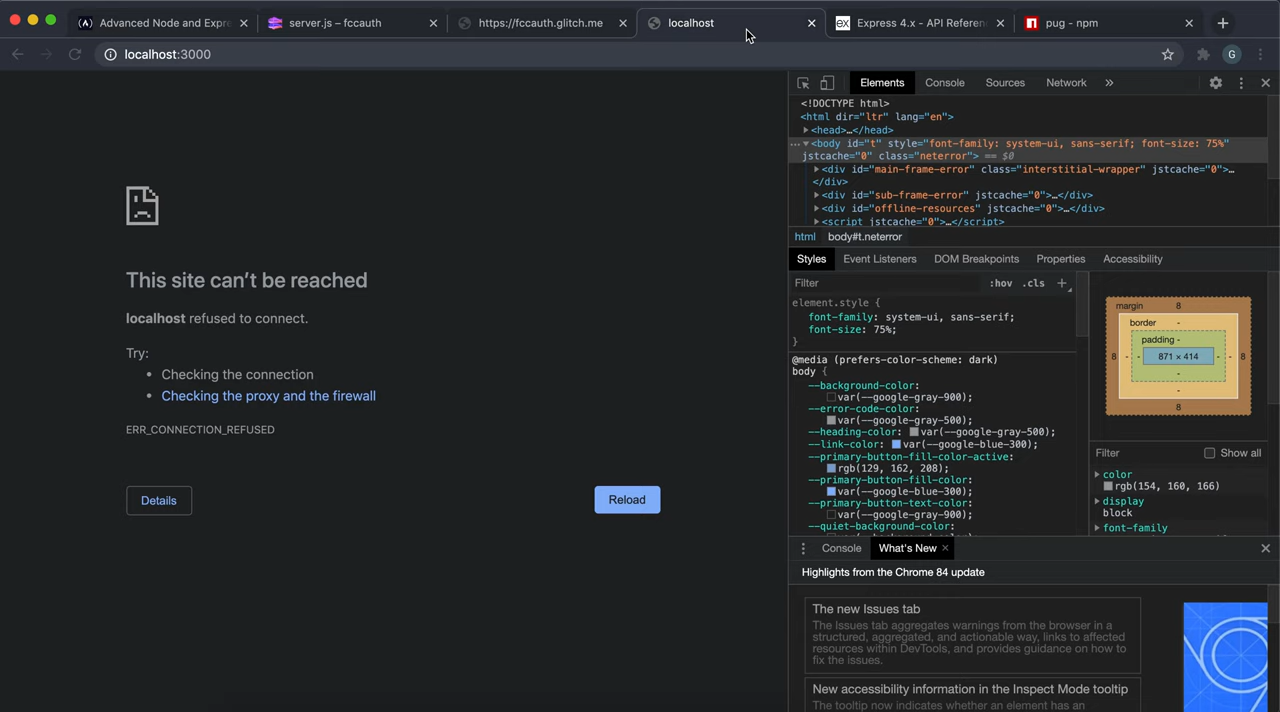 Advanced Node and Expre
server.js – fccauth
https://fccauth.glitch.me
localhost
Express 4.x - API Referen
pug - npm
localhost:3000
G
This site can’t be reached
localhost refused to connect.
Try:
• Checking the connection
• Checking the proxy and the firewall
ERR_CONNECTION_REFUSED
Details
Reload
Elements
Console
Sources
Network
»
<!DOCTYPE html>
<html dir="ltr" lang="en">
<head>…</head>
<body id="t" style="font-family: system-ui, sans-serif; font-size: 75%"
jstcache="0" class="neterror"> == $0
<div id="main-frame-error" class="interstitial-wrapper" jstcache="0">…
</div>
<div id="sub-frame-error" jstcache="0">…</div>
<div id="offline-resources" jstcache="0">…</div>
<script jstcache="0">…</script>
html
body#t.neterror
Styles
Event Listeners
DOM Breakpoints
Properties
Accessibility
Filter
:hov
.cls
+
element.style {
font-family: system-ui, sans-serif;
font-size: 75%;
}
@media (prefers-color-scheme: dark)
body {
--background-color:
var(--google-gray-900);
--error-code-color:
var(--google-gray-500);
--heading-color: var(--google-gray-500);
--link-color: var(--google-blue-300);
--primary-button-fill-color-active:
rgb(129, 162, 208);
--primary-button-fill-color:
var(--google-blue-300);
--primary-button-text-color:
var(--google-gray-900);
--quiet-background-color:
margin 8
border -
padding -
8 - - 871 × 414 - - 8
-
-
8
Filter
Show all
color
rgb(154, 160, 166)
display
block
font-family
Console
What's New
Highlights from the Chrome 84 update
The new Issues tab
The Issues tab aggregates warnings from the browser in a
structured, aggregated, and actionable way, links to affected
resources within DevTools, and provides guidance on how to
fix the issues.
New accessibility information in the Inspect Mode tooltip
The tooltip now indicates whether an element has an